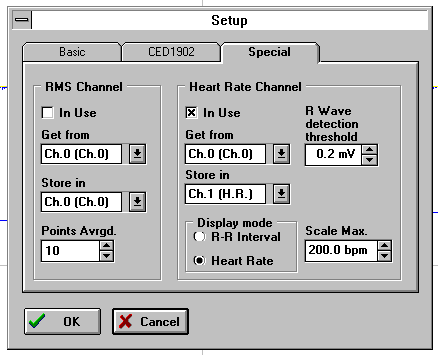 Setup
Basic CED1902 Special
RMS Channel
In Use
Get from
Ch.0 (Ch.0)
Store in
Ch.0 (Ch.0)
Points Avrgd.
10
Heart Rate Channel
In Use
Get from
Ch.0 (Ch.0)
Store in
Ch.1 (H.R.)
R Wave
detection
threshold
0.2 mV
Display mode
R-R Interval
Heart Rate
Scale Max.
200.0 bpm
OK Cancel